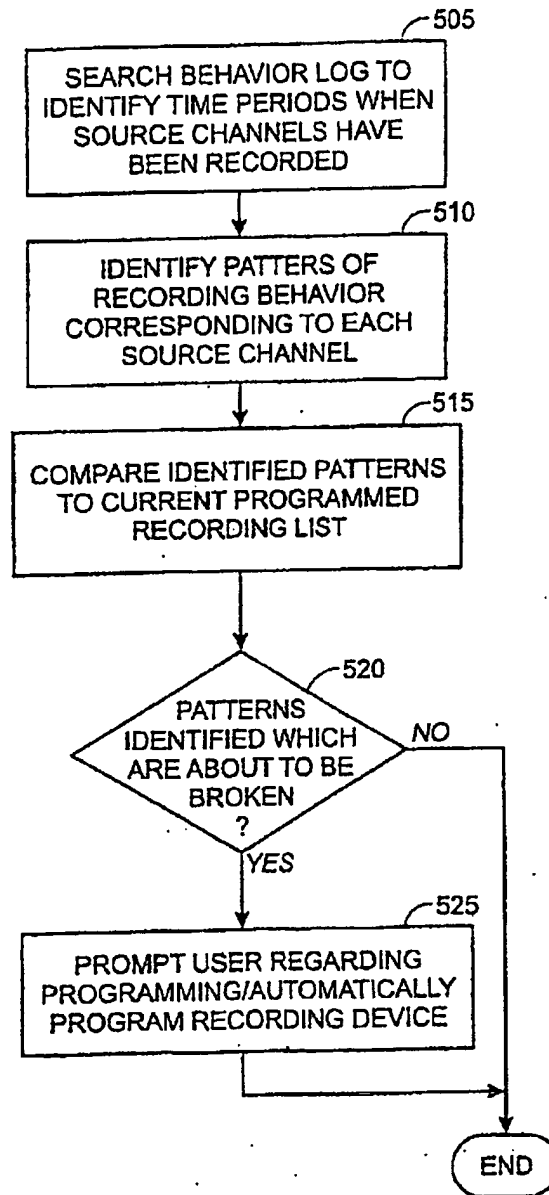 505
SEARCH BEHAVIOR LOG TO
IDENTIFY TIME PERIODS WHEN
SOURCE CHANNELS HAVE
BEEN RECORDED
510
IDENTIFY PATTERS OF
RECORDING BEHAVIOR
CORRESPONDING TO EACH
SOURCE CHANNEL
515
COMPARE IDENTIFIED PATTERNS
TO CURRENT PROGRAMMED
RECORDING LIST
520
PATTERNS
IDENTIFIED WHICH
ARE ABOUT TO BE
BROKEN
?
NO
YES
525
PROMPT USER REGARDING
PROGRAMMING/AUTOMATICALLY
PROGRAM RECORDING DEVICE
END